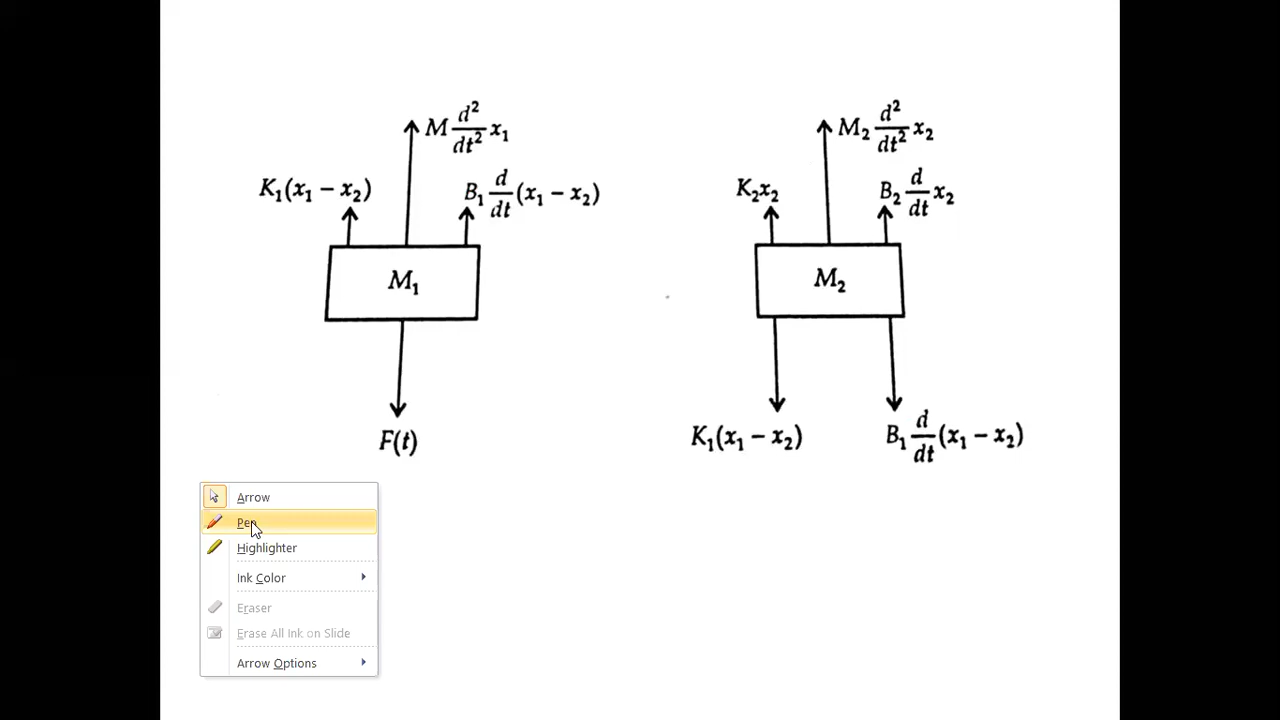 M d²/dt² x₁
K₁(x₁ − x₂)
B₁ d/dt (x₁ − x₂)
M₁
F(t)
M₂ d²/dt² x₂
K₂x₂
B₂ d/dt x₂
M₂
K₁(x₁ − x₂)
B₁ d/dt (x₁ − x₂)
Arrow
Pen
Highlighter
Ink Color
Eraser
Erase All Ink on Slide
Arrow Options